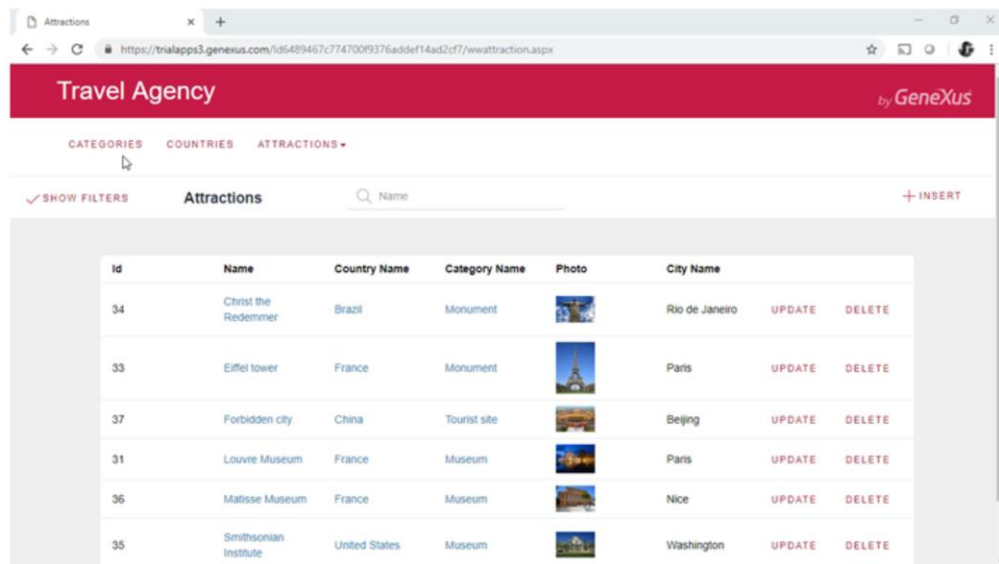 Attractions
https://trialapps3.genexus.com/Id6489467c774700f9376addef14ad2cf7/wwattraction.aspx
Travel Agency
by GeneXus
CATEGORIES COUNTRIES ATTRACTIONS
SHOW FILTERS Attractions Name INSERT
Id Name Country Name Category Name Photo City Name
34 Christ the Redemmer Brazil Monument Rio de Janeiro UPDATE DELETE
33 Eiffel tower France Monument Paris UPDATE DELETE
37 Forbidden city China Tourist site Beijing UPDATE DELETE
31 Louvre Museum France Museum Paris UPDATE DELETE
36 Matisse Museum France Museum Nice UPDATE DELETE
35 Smithsonian Institute United States Museum Washington UPDATE DELETE